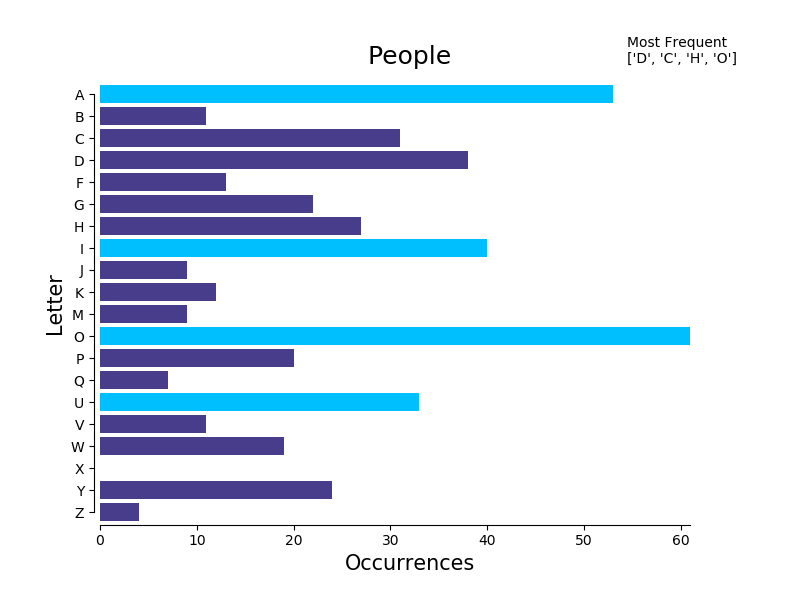 Most Frequent
['D', 'C', 'H', 'O']
People
A
B
C
D
F
G
H
I
J
K
M
O
P
Q
U
V
W
X
Y
Z
Letter
0 10 20 30 40 50 60
Occurrences